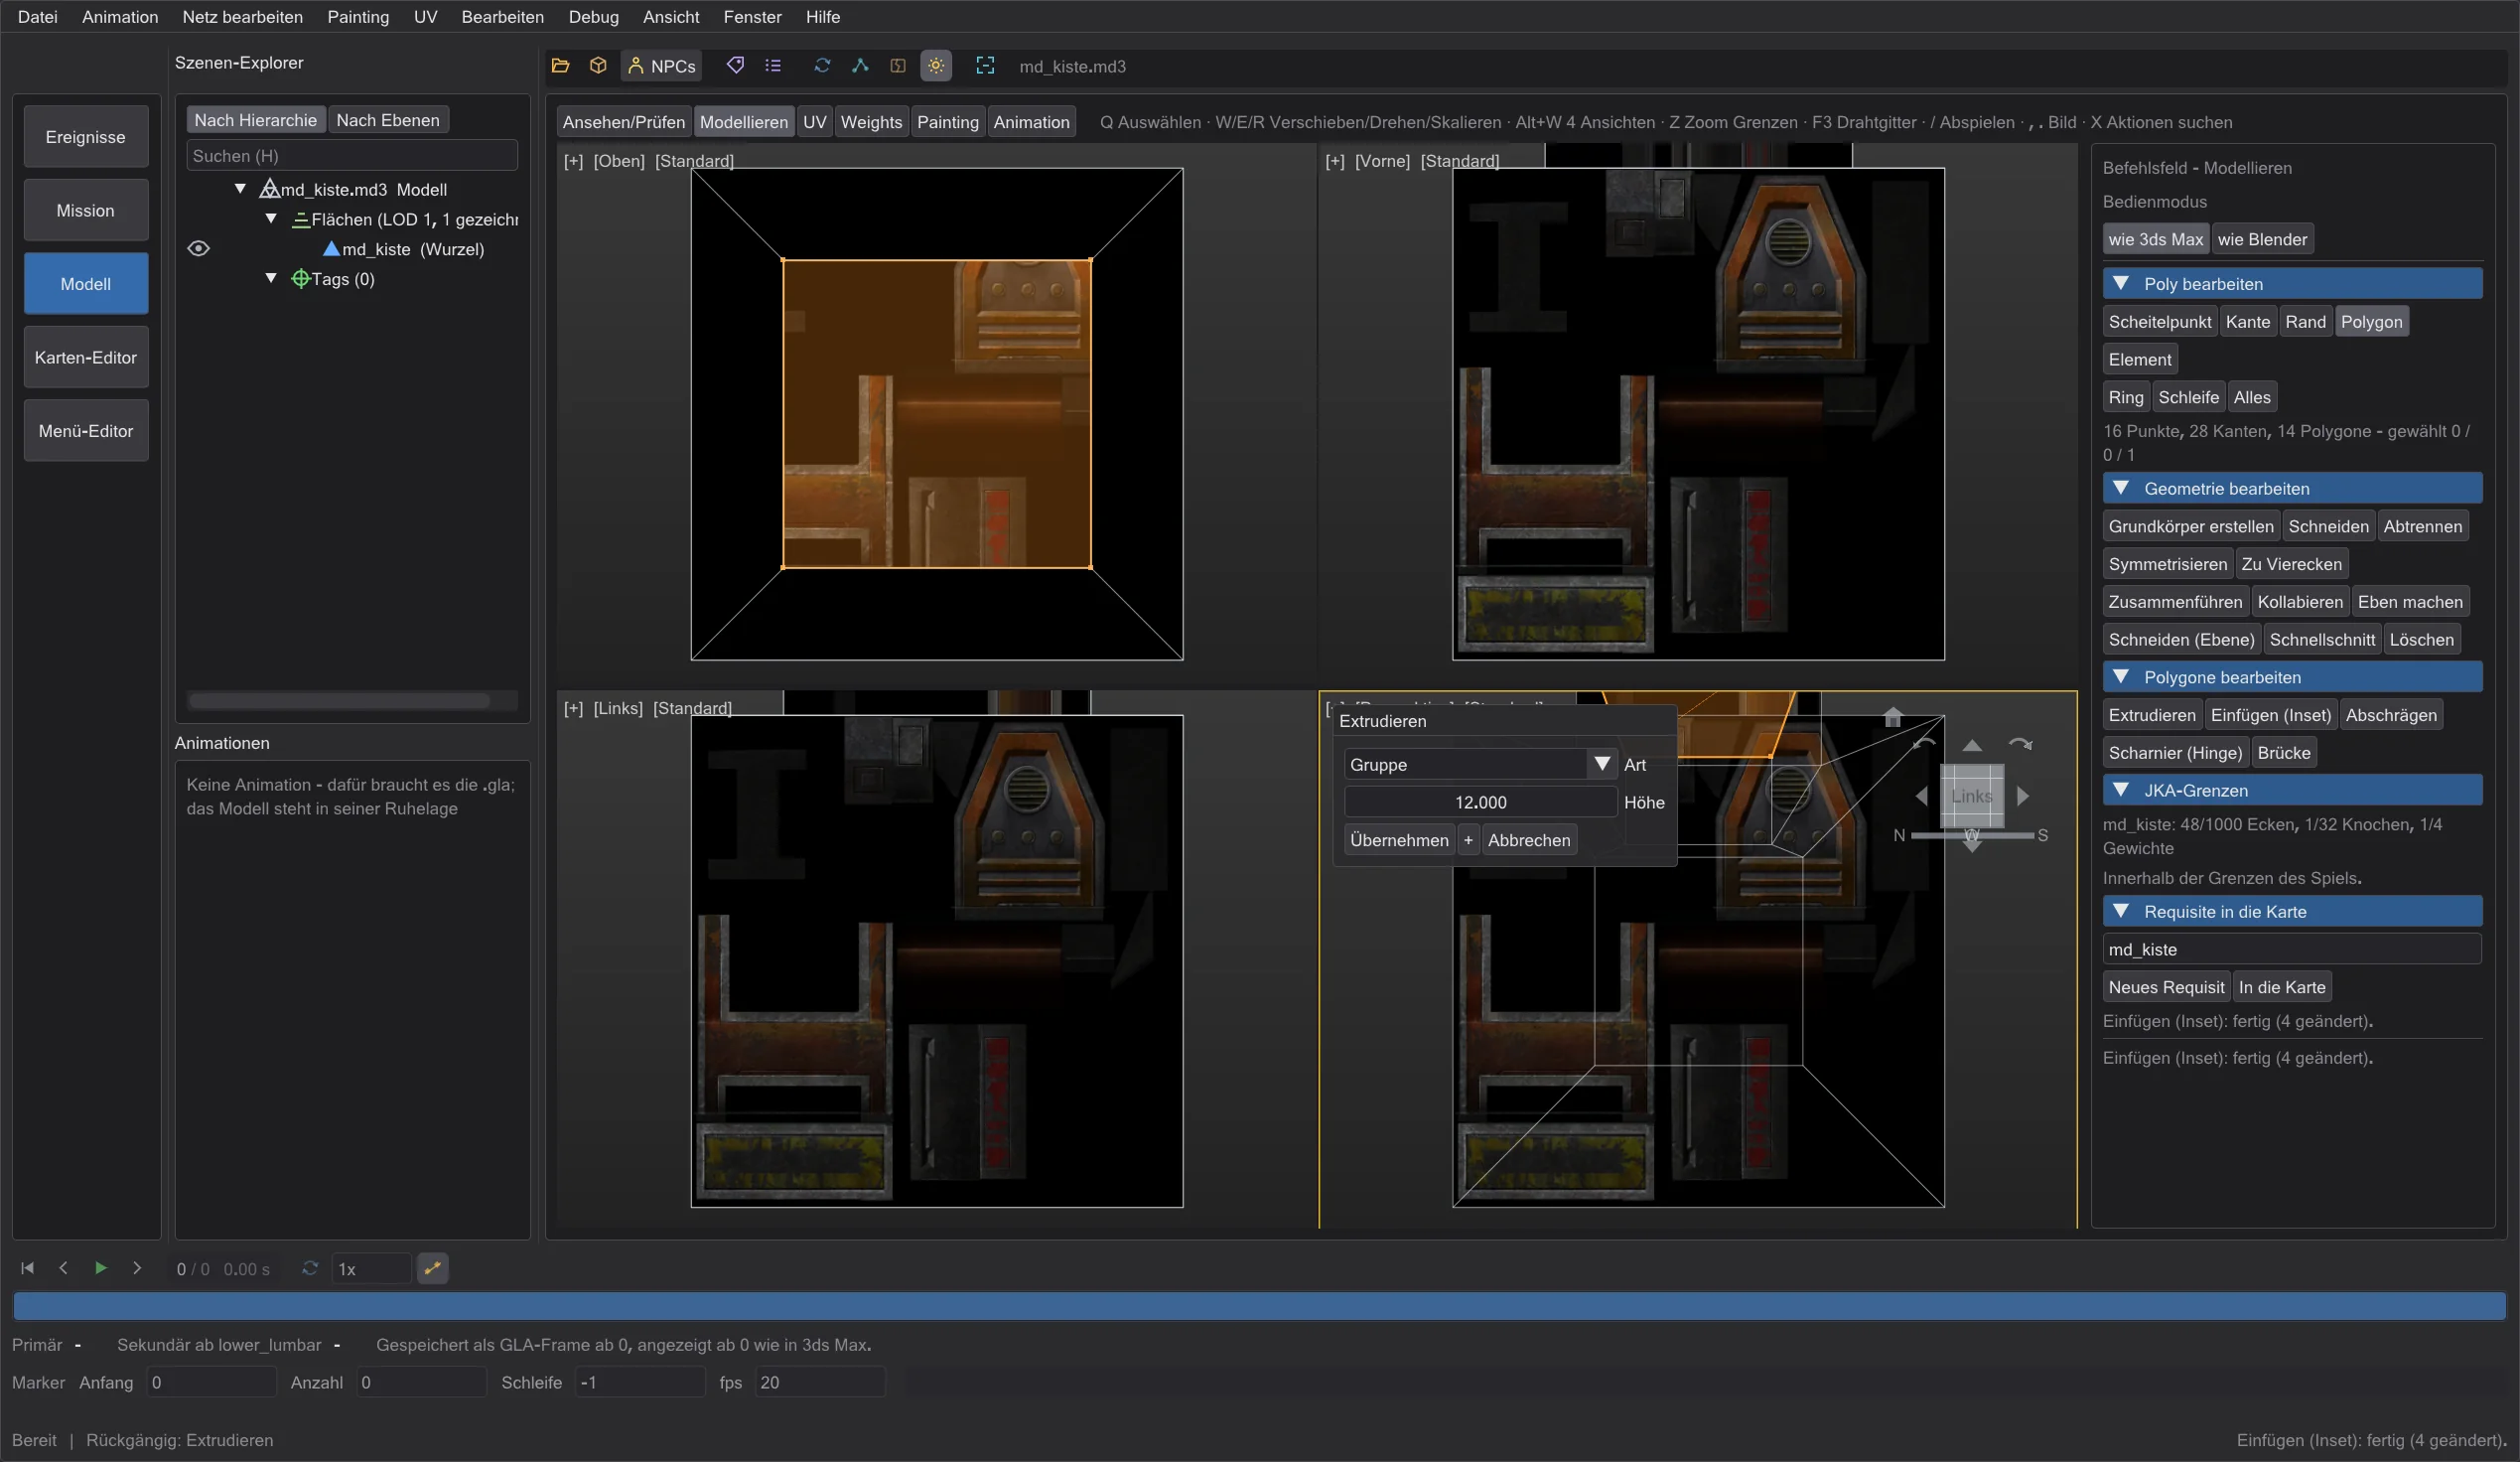 Datei Animation Netz bearbeiten Painting UV Bearbeiten Debug Ansicht Fenster Hilfe
Szenen-Explorer
NPCs md_kiste.md3
Ereignisse
Mission
Modell
Karten-Editor
Menü-Editor
Nach Hierarchie Nach Ebenen
Suchen (H)
md_kiste.md3 Modell
Flächen (LOD 1, 1 gezeichn
md_kiste (Wurzel)
Tags (0)
Animationen
Keine Animation - dafür braucht es die .gla;
das Modell steht in seiner Ruhelage
Ansehen/Prüfen Modellieren UV Weights Painting Animation Q Auswählen · W/E/R Verschieben/Drehen/Skalieren · Alt+W 4 Ansichten · Z Zoom Grenzen · F3 Drahtgitter · / Abspielen · , . Bild · X Aktionen suchen
[+] [Oben] [Standard]
[+] [Vorne] [Standard]
[+] [Links] [Standard]
Extrudieren
Gruppe Art
12.000 Höhe
Übernehmen + Abbrechen
Links
N W S
Befehlsfeld - Modellieren
Bedienmodus
wie 3ds Max wie Blender
Poly bearbeiten
Scheitelpunkt Kante Rand Polygon
Element
Ring Schleife Alles
16 Punkte, 28 Kanten, 14 Polygone - gewählt 0 /
0 / 1
Geometrie bearbeiten
Grundkörper erstellen Schneiden Abtrennen
Symmetrisieren Zu Vierecken
Zusammenführen Kollabieren Eben machen
Schneiden (Ebene) Schnellschnitt Löschen
Polygone bearbeiten
Extrudieren Einfügen (Inset) Abschrägen
Scharnier (Hinge) Brücke
JKA-Grenzen
md_kiste: 48/1000 Ecken, 1/32 Knochen, 1/4
Gewichte
Innerhalb der Grenzen des Spiels.
Requisite in die Karte
md_kiste
Neues Requisit In die Karte
Einfügen (Inset): fertig (4 geändert).
Einfügen (Inset): fertig (4 geändert).
0 / 0 0.00 s 1x
Primär - Sekundär ab lower_lumbar - Gespeichert als GLA-Frame ab 0, angezeigt ab 0 wie in 3ds Max.
Marker Anfang 0 Anzahl 0 Schleife -1 fps 20
Bereit | Rückgängig: Extrudieren
Einfügen (Inset): fertig (4 geändert).